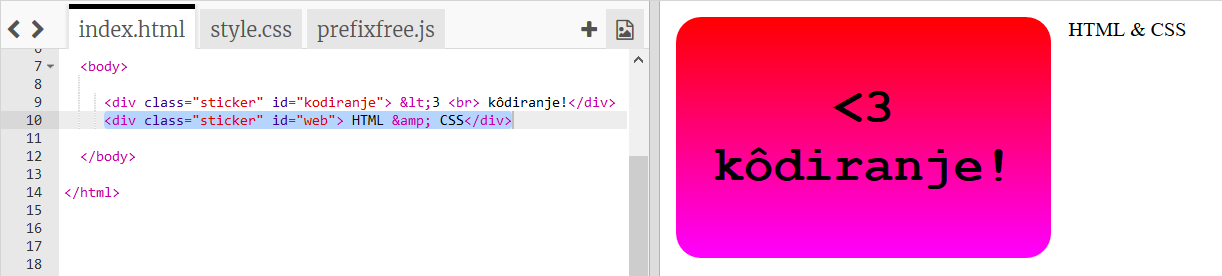 index.html style.css prefixfree.js
HTML & CSS
6
7 <body>
8
9 <div class="sticker" id="kodiranje"> &lt;3 <br> kôdiranje!</div>
10 <div class="sticker" id="web"> HTML &amp; CSS</div>
11
12 </body>
13
14 </html>
15
16
17
18
<3
kôdiranje!